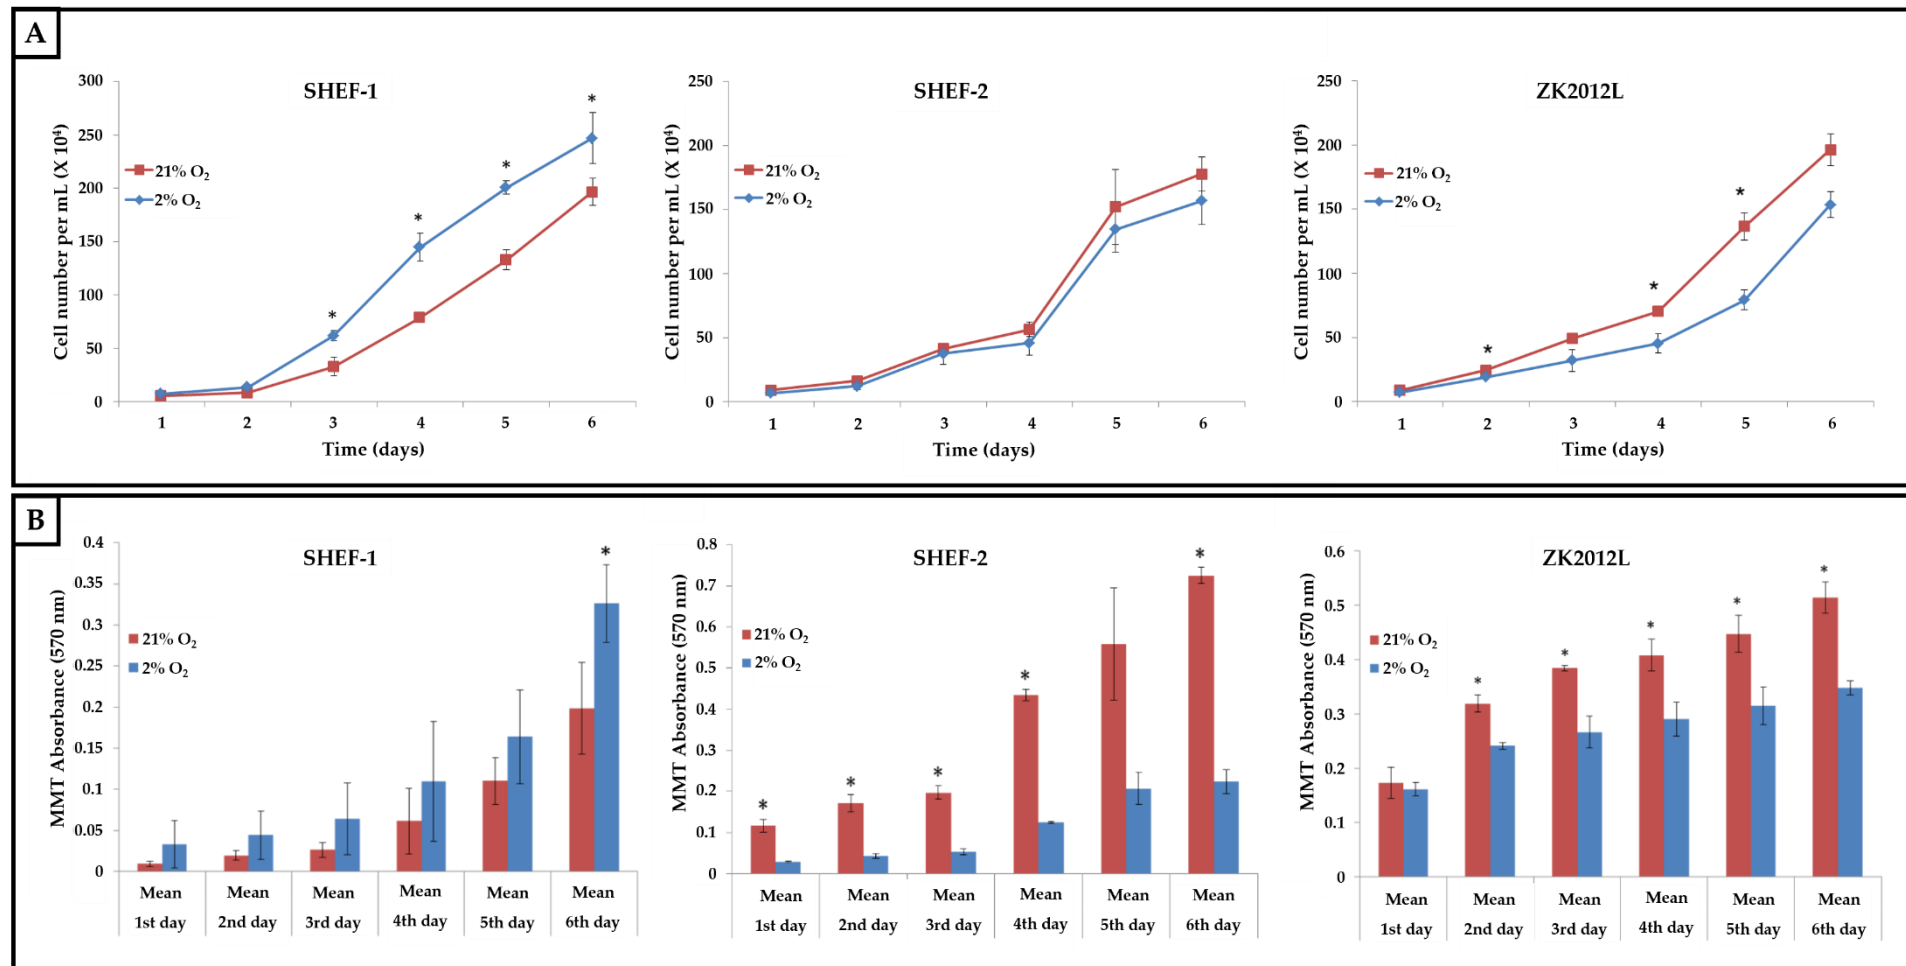 A
SHEF-1
300
250
200
150
100
50
0
Cell number per mL (X 10⁴)
21% O₂
2% O₂
*
*
*
*
1 2 3 4 5 6
Time (days)
SHEF-2
250
200
150
100
50
0
Cell number per mL (X 10⁴)
21% O₂
2% O₂
1 2 3 4 5 6
Time (days)
ZK2012L
250
200
150
100
50
0
Cell number per mL (X 10⁴)
21% O₂
2% O₂
*
*
*
1 2 3 4 5 6
Time (days)
B
SHEF-1
0.4
0.35
0.3
0.25
0.2
0.15
0.1
0.05
0
MMT Absorbance (570 nm)
21% O₂
2% O₂
*
Mean Mean Mean Mean Mean Mean
1st day 2nd day 3rd day 4th day 5th day 6th day
SHEF-2
0.8
0.7
0.6
0.5
0.4
0.3
0.2
0.1
0
MMT Absorbance (570 nm)
21% O₂
2% O₂
*
*
*
*
*
Mean Mean Mean Mean Mean Mean
1st day 2nd day 3rd day 4th day 5th day 6th day
ZK2012L
0.6
0.5
0.4
0.3
0.2
0.1
0
MMT Absorbance (570 nm)
21% O₂
2% O₂
*
*
*
*
*
Mean Mean Mean Mean Mean Mean
1st day 2nd day 3rd day 4th day 5th day 6th day